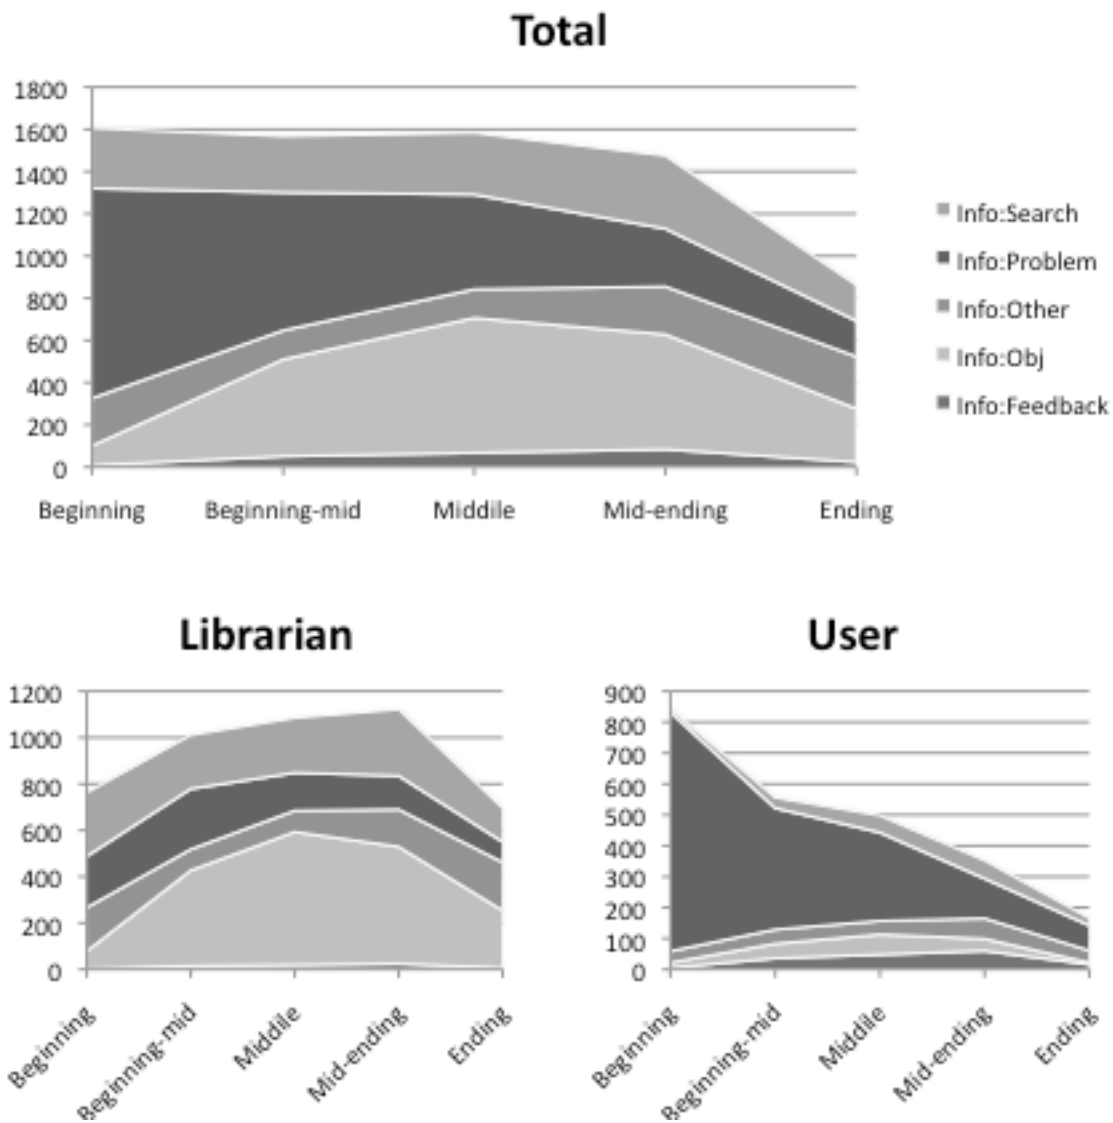 Total
1800
1600
1400
1200
1000
800
600
400
200
0
Beginning Beginning-mid Middile Mid-ending Ending
Info:Search
Info:Problem
Info:Other
Info:Obj
Info:Feedback
Librarian
1200
1000
800
600
400
200
0
Beginning Beginning-mid Middile Mid-ending Ending
User
900
800
700
600
500
400
300
200
100
0
Beginning Beginning-mid Middile Mid-ending Ending